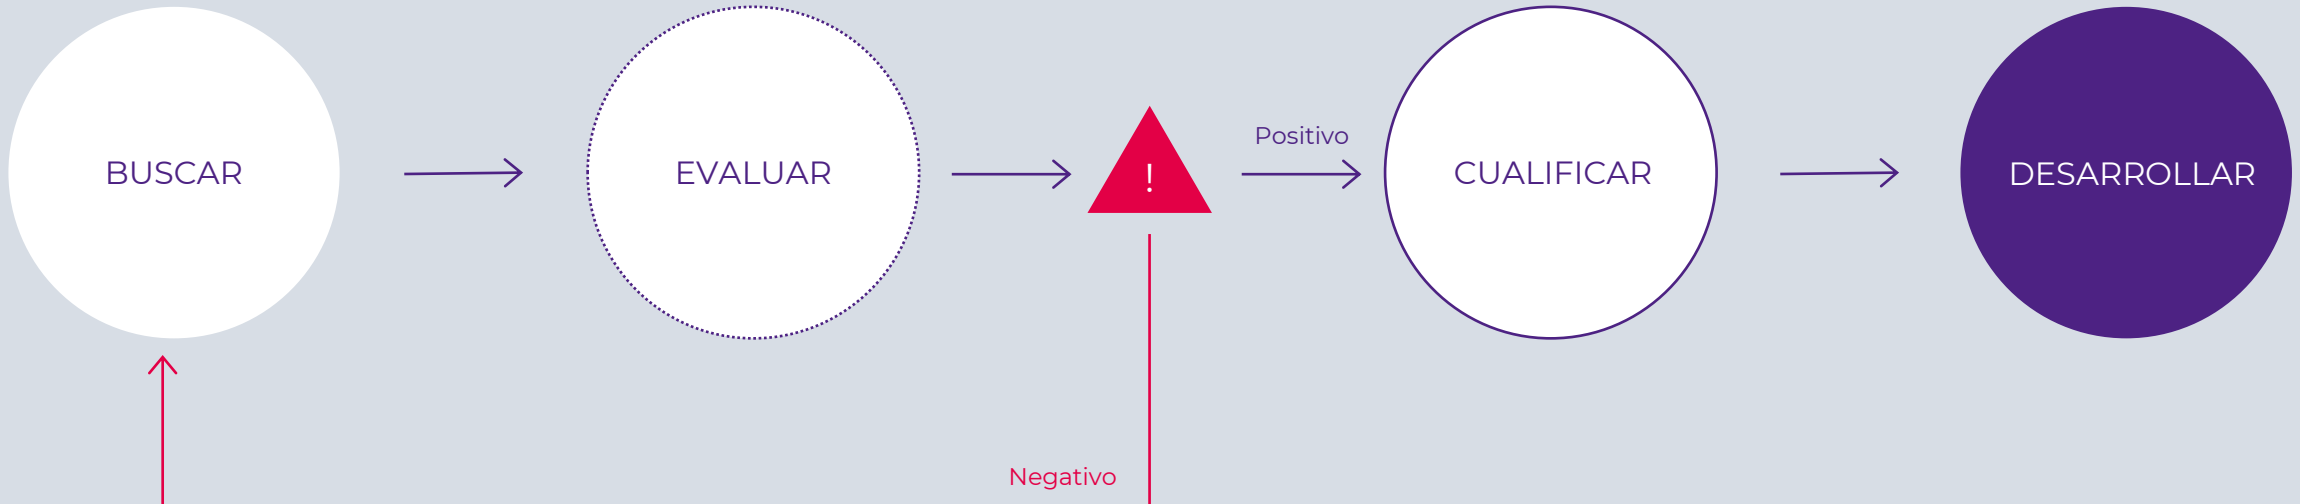 BUSCAR
EVALUAR
!
Positivo
CUALIFICAR
DESARROLLAR
Negativo